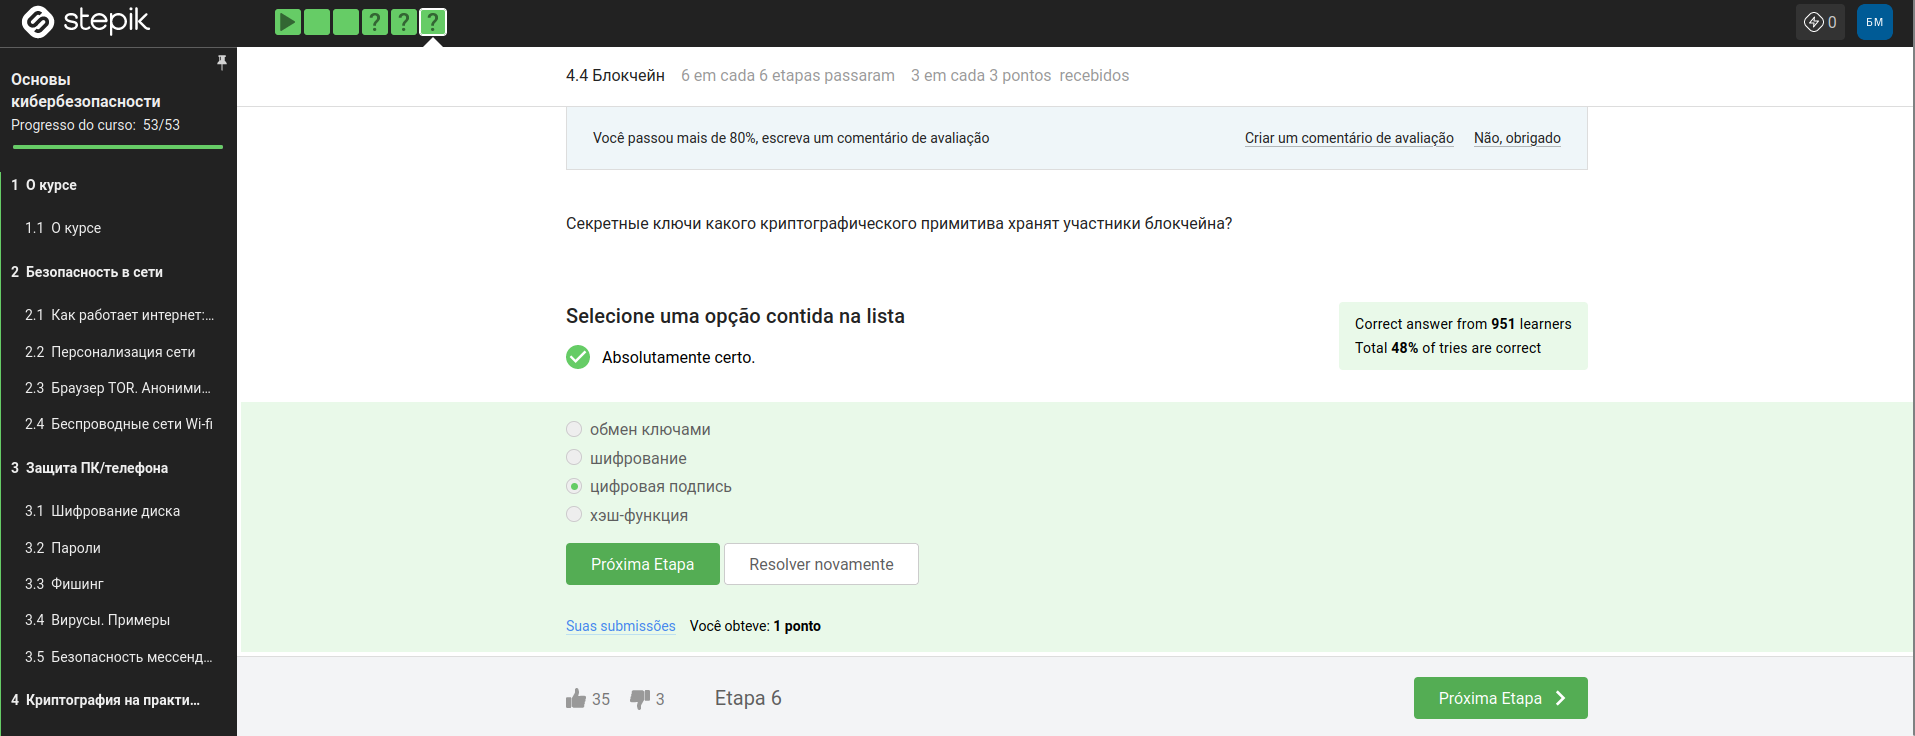 stepik
? ? ?
0
БМ
Основы
кибербезопасности
Progresso do curso: 53/53
1 О курсе
1.1 О курсе
2 Безопасность в сети
2.1 Как работает интернет:...
2.2 Персонализация сети
2.3 Браузер TOR. Аноними...
2.4 Беспроводные сети Wi-fi
3 Защита ПК/телефона
3.1 Шифрование диска
3.2 Пароли
3.3 Фишинг
3.4 Вирусы. Примеры
3.5 Безопасность мессенд...
4 Криптография на практи...
4.4 Блокчейн 6 em cada 6 etapas passaram 3 em cada 3 pontos recebidos
Você passou mais de 80%, escreva um comentário de avaliação Criar um comentário de avaliação Não, obrigado
Секретные ключи какого криптографического примитива хранят участники блокчейна?
Selecione uma opção contida na lista
Absolutamente certo.
Correct answer from 951 learners
Total 48% of tries are correct
обмен ключами
шифрование
цифровая подпись
хэш-функция
Próxima Etapa Resolver novamente
Suas submissões Você obteve: 1 ponto
35 3 Etapa 6 Próxima Etapa